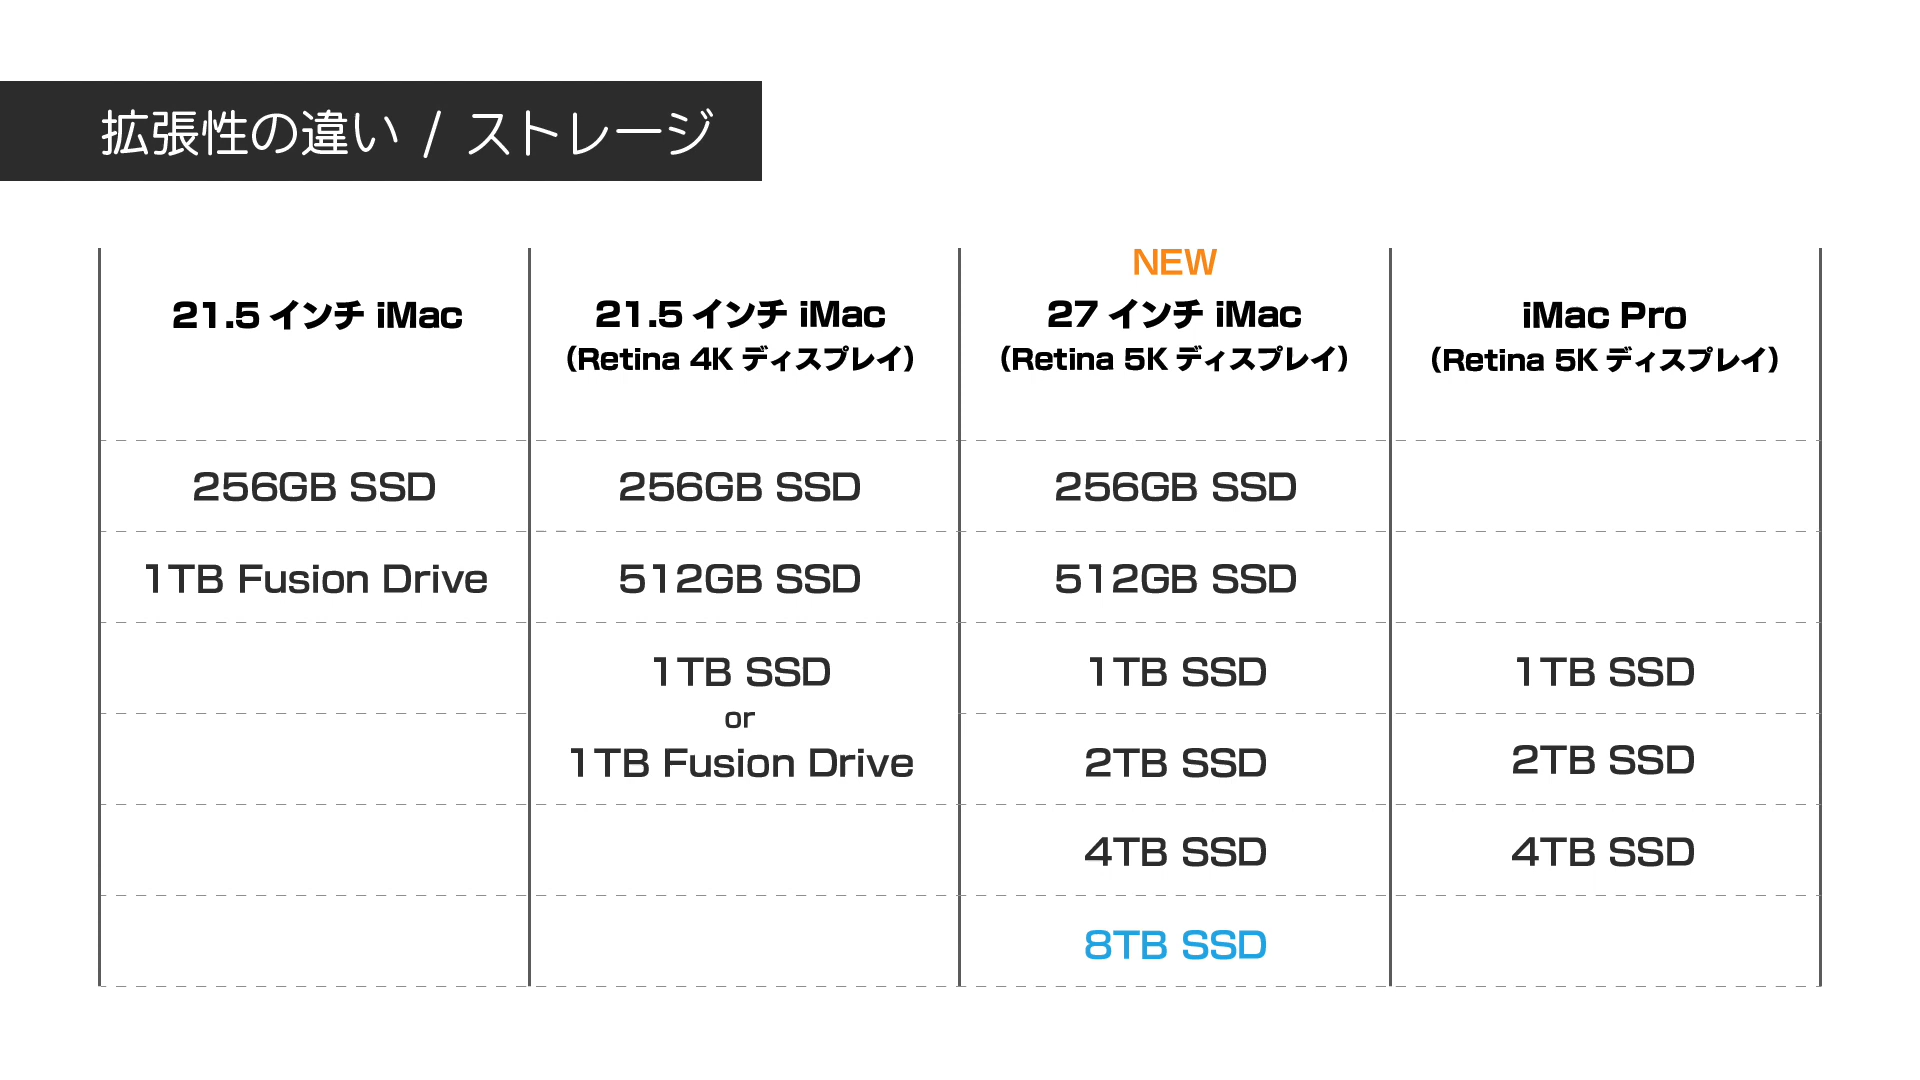 拡張性の違い / ストレージ
NEW
21.5 インチ iMac
21.5 インチ iMac
(Retina 4K ディスプレイ)
27 インチ iMac
(Retina 5K ディスプレイ)
iMac Pro
(Retina 5K ディスプレイ)
256GB SSD
256GB SSD
256GB SSD
1TB Fusion Drive
512GB SSD
512GB SSD
1TB SSD
or
1TB Fusion Drive
1TB SSD
1TB SSD
2TB SSD
2TB SSD
4TB SSD
4TB SSD
8TB SSD